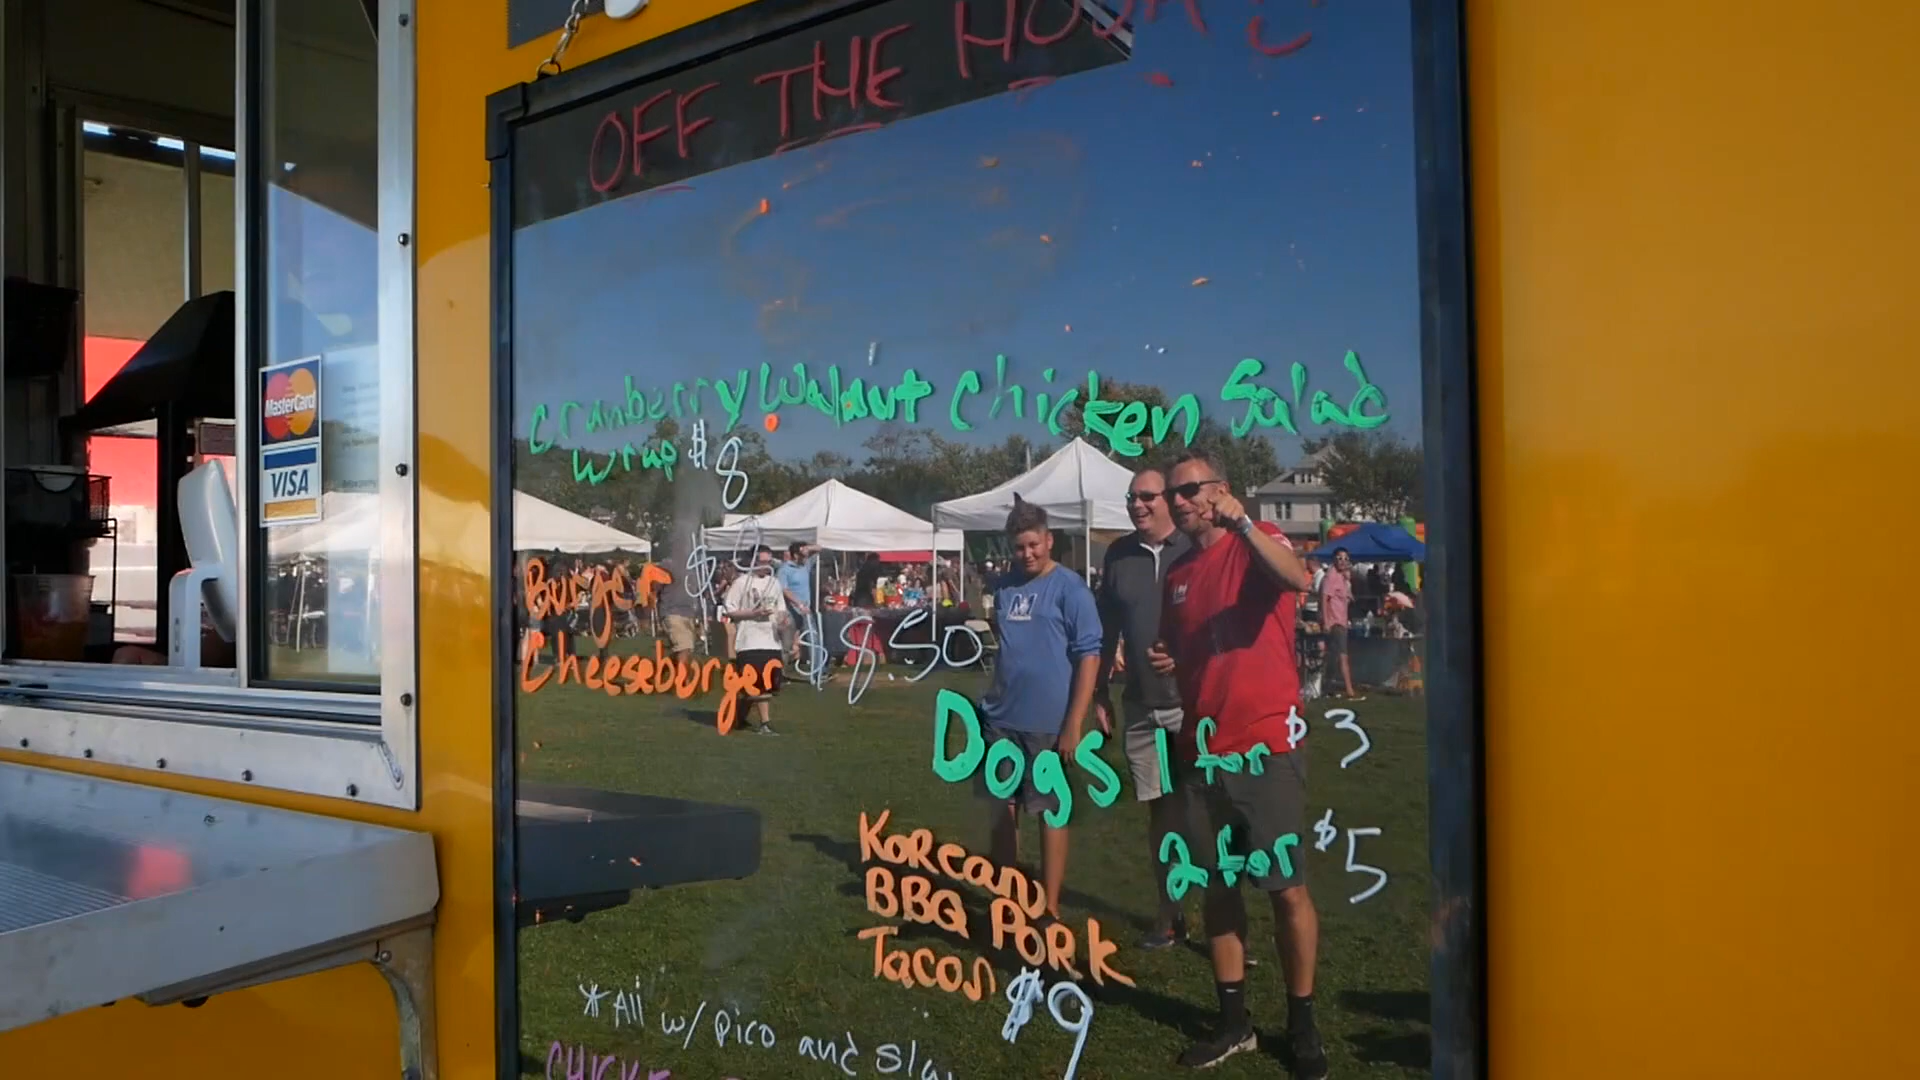 OFF THE HOOK
MasterCard
VISA
Cranberry Walnut Chicken Salad
Wrap $8
Burger $8
Cheeseburger $8.50
Dogs 1 for $3
2 for $5
Korean
BBQ Pork
Tacos $9
*All w/ Pico and